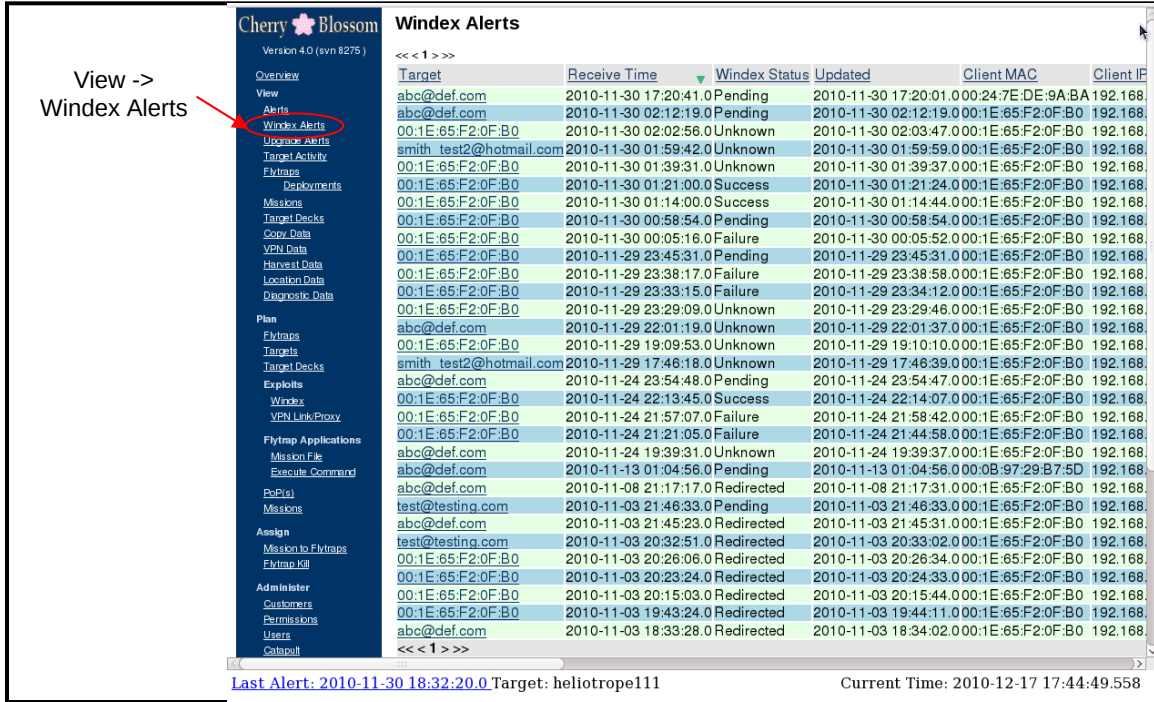 View ->
Windex Alerts
Cherry Blossom
Version 4.0 (svn 8275 )
Overview
View
Alerts
Windex Alerts
Upgrade Alerts
Target Activity
Flytraps
Deployments
Missions
Target Decks
Copy Data
VPN Data
Harvest Data
Location Data
Diagnostic Data
Plan
Flytraps
Targets
Target Decks
Exploits
Windex
VPN Link/Proxy
Flytrap Applications
Mission File
Execute Command
PoP(s)
Missions
Assign
Mission to Flytraps
Flytrap Kill
Administer
Customers
Permissions
Users
Catapult
Windex Alerts
<< < 1 > >>
Target Receive Time Windex Status Updated Client MAC Client IP
abc@def.com 2010-11-30 17:20:41.0 Pending 2010-11-30 17:20:01.0 00:24:7E:DE:9A:BA 192.168.
abc@def.com 2010-11-30 02:12:19.0 Pending 2010-11-30 02:12:19.0 00:1E:65:F2:0F:B0 192.168.
00:1E:65:F2:0F:B0 2010-11-30 02:02:56.0 Unknown 2010-11-30 02:03:47.0 00:1E:65:F2:0F:B0 192.168.
smith_test2@hotmail.com 2010-11-30 01:59:42.0 Unknown 2010-11-30 01:59:59.0 00:1E:65:F2:0F:B0 192.168.
00:1E:65:F2:0F:B0 2010-11-30 01:39:31.0 Unknown 2010-11-30 01:39:37.0 00:1E:65:F2:0F:B0 192.168.
00:1E:65:F2:0F:B0 2010-11-30 01:21:00.0 Success 2010-11-30 01:21:24.0 00:1E:65:F2:0F:B0 192.168.
00:1E:65:F2:0F:B0 2010-11-30 01:14:00.0 Success 2010-11-30 01:14:44.0 00:1E:65:F2:0F:B0 192.168.
00:1E:65:F2:0F:B0 2010-11-30 00:58:54.0 Pending 2010-11-30 00:58:54.0 00:1E:65:F2:0F:B0 192.168.
00:1E:65:F2:0F:B0 2010-11-30 00:05:16.0 Failure 2010-11-30 00:05:52.0 00:1E:65:F2:0F:B0 192.168.
00:1E:65:F2:0F:B0 2010-11-29 23:45:31.0 Pending 2010-11-29 23:45:31.0 00:1E:65:F2:0F:B0 192.168.
00:1E:65:F2:0F:B0 2010-11-29 23:38:17.0 Failure 2010-11-29 23:38:58.0 00:1E:65:F2:0F:B0 192.168.
00:1E:65:F2:0F:B0 2010-11-29 23:33:15.0 Failure 2010-11-29 23:34:12.0 00:1E:65:F2:0F:B0 192.168.
00:1E:65:F2:0F:B0 2010-11-29 23:29:09.0 Unknown 2010-11-29 23:29:46.0 00:1E:65:F2:0F:B0 192.168.
abc@def.com 2010-11-29 22:01:19.0 Unknown 2010-11-29 22:01:37.0 00:1E:65:F2:0F:B0 192.168.
00:1E:65:F2:0F:B0 2010-11-29 19:09:53.0 Unknown 2010-11-29 19:10:10.0 00:1E:65:F2:0F:B0 192.168.
smith_test2@hotmail.com 2010-11-29 17:46:18.0 Unknown 2010-11-29 17:46:39.0 00:1E:65:F2:0F:B0 192.168.
abc@def.com 2010-11-24 23:54:48.0 Pending 2010-11-24 23:54:47.0 00:1E:65:F2:0F:B0 192.168.
00:1E:65:F2:0F:B0 2010-11-24 22:13:45.0 Success 2010-11-24 22:14:07.0 00:1E:65:F2:0F:B0 192.168.
00:1E:65:F2:0F:B0 2010-11-24 21:57:07.0 Failure 2010-11-24 21:58:42.0 00:1E:65:F2:0F:B0 192.168.
00:1E:65:F2:0F:B0 2010-11-24 21:21:05.0 Failure 2010-11-24 21:44:58.0 00:1E:65:F2:0F:B0 192.168.
abc@def.com 2010-11-24 19:39:31.0 Unknown 2010-11-24 19:39:37.0 00:1E:65:F2:0F:B0 192.168.
abc@def.com 2010-11-13 01:04:56.0 Pending 2010-11-13 01:04:56.0 00:0B:97:29:B7:5D 192.168.
abc@def.com 2010-11-08 21:17:17.0 Redirected 2010-11-08 21:17:31.0 00:1E:65:F2:0F:B0 192.168.
test@testing.com 2010-11-03 21:46:33.0 Pending 2010-11-03 21:46:33.0 00:1E:65:F2:0F:B0 192.168.
abc@def.com 2010-11-03 21:45:23.0 Redirected 2010-11-03 21:45:31.0 00:1E:65:F2:0F:B0 192.168.
test@testing.com 2010-11-03 20:32:51.0 Redirected 2010-11-03 20:33:02.0 00:1E:65:F2:0F:B0 192.168.
00:1E:65:F2:0F:B0 2010-11-03 20:26:06.0 Redirected 2010-11-03 20:26:34.0 00:1E:65:F2:0F:B0 192.168.
00:1E:65:F2:0F:B0 2010-11-03 20:23:24.0 Redirected 2010-11-03 20:24:33.0 00:1E:65:F2:0F:B0 192.168.
00:1E:65:F2:0F:B0 2010-11-03 20:15:03.0 Redirected 2010-11-03 20:15:44.0 00:1E:65:F2:0F:B0 192.168.
00:1E:65:F2:0F:B0 2010-11-03 19:43:24.0 Redirected 2010-11-03 19:44:11.0 00:1E:65:F2:0F:B0 192.168.
abc@def.com 2010-11-03 18:33:28.0 Redirected 2010-11-03 18:34:02.0 00:1E:65:F2:0F:B0 192.168.
<< < 1 > >>
Last Alert: 2010-11-30 18:32:20.0 Target: heliotrope111 Current Time: 2010-12-17 17:44:49.558